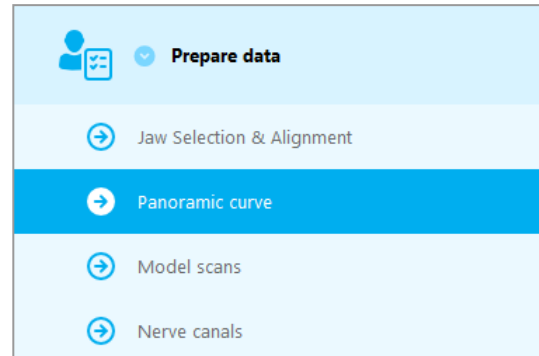 Prepare data
Jaw Selection & Alignment
Panoramic curve
Model scans
Nerve canals